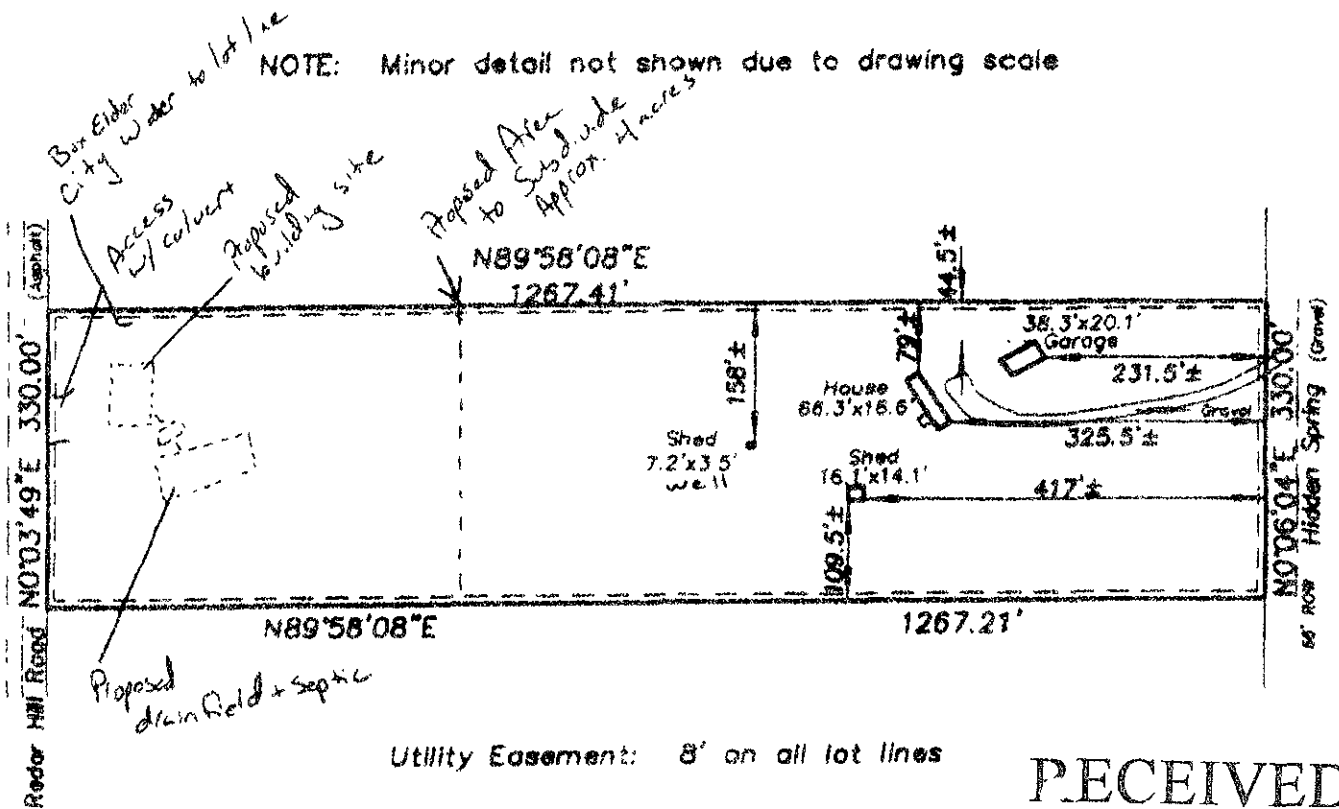 NOTE: Minor detail not shown due to drawing scale
Box Elder
City Water to lot line
Access
w/ culvert
Proposed
building site
Proposed Area
to Subdivide
Approx. 4 acres
N89°58'08"E
1267.41'
44.5'±
(Asphalt)
38.3'x20.1'
Garage
79'±
231.5'±
(Gravel)
158'±
House
66.3'x16.6'
Gravel
325.5'±
Shed
7.2'x3.5'
well
Shed
16.1'x14.1'
417'±
109.5'±
N0°03'49"E 330.00'
N0°06'04"E 330.00'
66' ROW Hidden Spring
N89°58'08"E
1267.21'
Radar Hill Road
Proposed
drainfield + septic
Utility Easement: 8' on all lot lines
RECEIVED